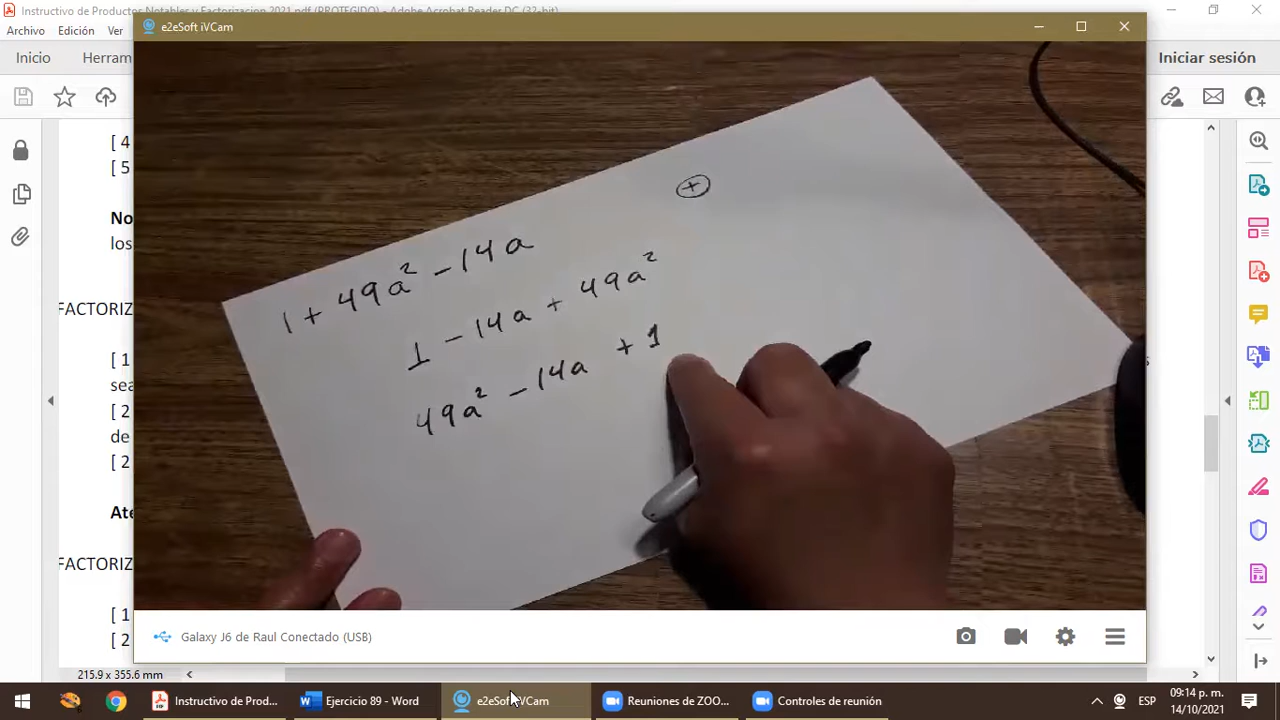 Instructivo de Productos Notables y Factorizacion 2021.pdf (PROTEGIDO) - Adobe Acrobat Reader DC (32-bit)
Archivo Edición Ver
Inicio Herram
Iniciar sesión
e2eSoft iVCam
[ 4
[ 5
No
los
FACTORIZ
[ 1
sea
[ 2
de
[ 2
Ate
FACTORIZ
[ 1
[ 2
+
1 + 49a² - 14a
1 - 14a + 49a²
49a² - 14a + 1
Galaxy J6 de Raul Conectado (USB)
215.9 x 355.6 mm
Instructivo de Prod...
Ejercicio 89 - Word
e2eSoft iVCam
Reuniones de ZOO...
Controles de reunión
ESP
09:14 p. m.
14/10/2021